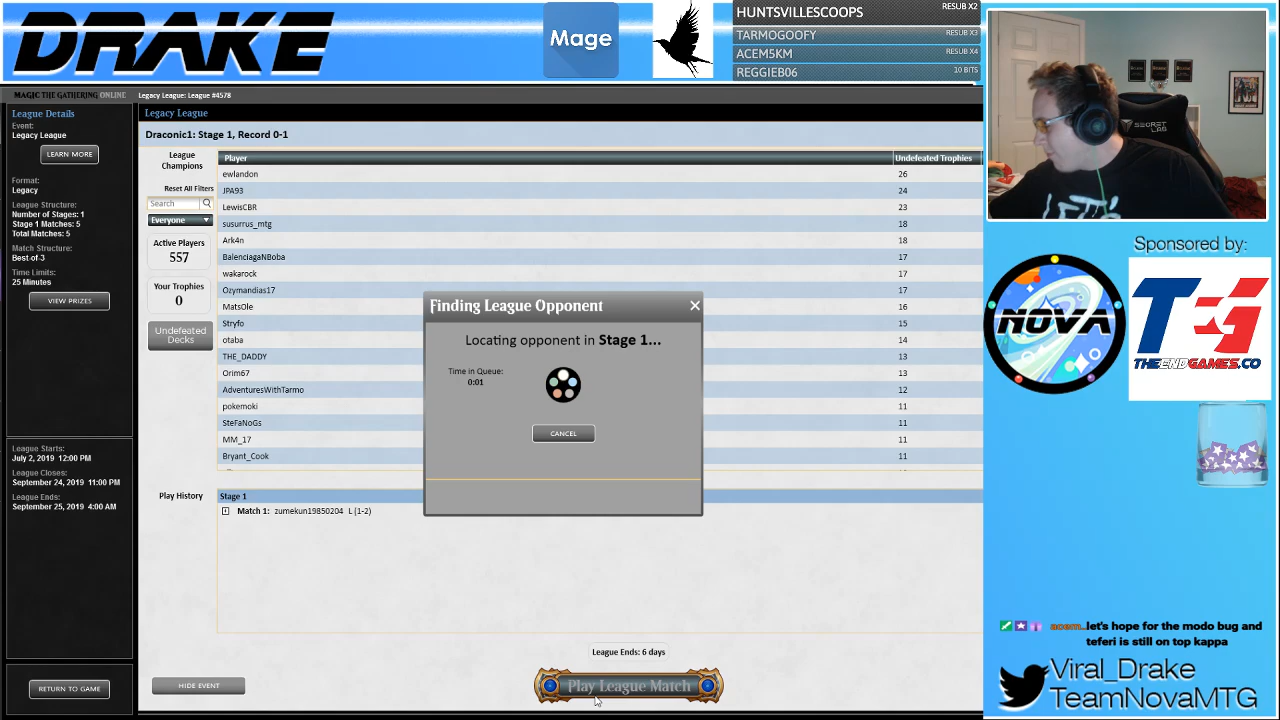 DRAKE
Mage
HUNTSVILLESCOOPS RESUB X2
TARMOGOOFY RESUB X3
ACEM5KM RESUB X4
REGGIEB06 10 BITS
MAGIC THE GATHERING ONLINE
Legacy League: League #4578
League Details
Event:
Legacy League
LEARN MORE
Format:
Legacy
League Structure:
Number of Stages: 1
Stage 1 Matches: 5
Total Matches: 5
Match Structure:
Best-of-3
Time Limits:
25 Minutes
VIEW PRIZES
League Starts:
July 2, 2019 12:00 PM
League Closes:
September 24, 2019 11:00 PM
League Ends:
September 25, 2019 4:00 AM
RETURN TO GAME
Legacy League
Draconic1: Stage 1, Record 0-1
League
Champions
Reset All Filters
Search
Everyone
Active Players
557
Your Trophies
0
Undefeated
Decks
Player Undefeated Trophies
ewlandon 26
JPA93 24
LewisCBR 23
susurrus_mtg 18
Ark4n 18
BalenciagaNBoba 17
wakarock 17
Ozymandias17 17
MatsOle 16
Stryfo 15
otaba 14
THE_DADDY 13
Orim67 13
AdventuresWithTarmo 12
pokemoki 11
SteFaNoGs 11
MM_17 11
Bryant_Cook 11
Finding League Opponent
Locating opponent in Stage 1...
Time in Queue:
0:01
CANCEL
Play History
Stage 1
Match 1: zumekun19850204 L (1-2)
League Ends: 6 days
HIDE EVENT
Play League Match
SECRET
LAB
Sponsored by:
NOVA
TEG
THEENDGAMES.CO
acem..let's hope for the modo bug and
teferi is still on top kappa
Viral_Drake
TeamNovaMTG